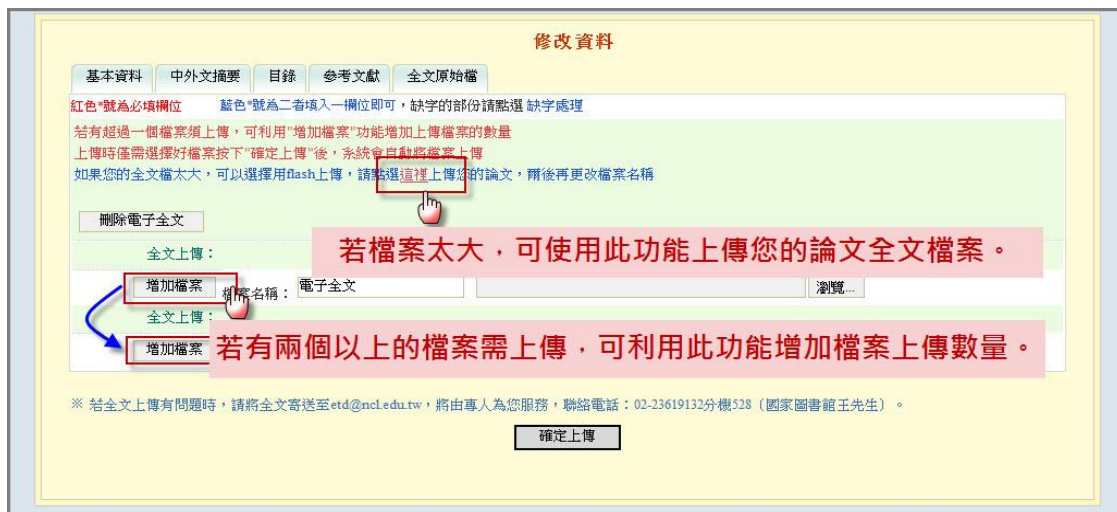 修改資料
基本資料 中外文摘要 目錄 參考文獻 全文原始檔
紅色*號為必填欄位 藍色*號為二者填入一欄位即可，缺字的部份請點選 缺字處理
若有超過一個檔案須上傳，可利用"增加檔案"功能增加上傳檔案的數量
上傳時僅需選擇好檔案按下"確定上傳"後，系統會自動將檔案上傳
如果您的全文檔太大，可以選擇用flash上傳，請點選這裡上傳您的論文，爾後再更改檔案名稱
刪除電子全文
全文上傳：
若檔案太大，可使用此功能上傳您的論文全文檔案。
增加檔案 檔案名稱： 電子全文 瀏覽...
全文上傳：
增加檔案
若有兩個以上的檔案需上傳，可利用此功能增加檔案上傳數量。
※ 若全文上傳有問題時，請將全文寄送至etd@ncl.edu.tw，將由專人為您服務，聯絡電話：02-23619132分機528〔國家圖書館王先生〕。
確定上傳